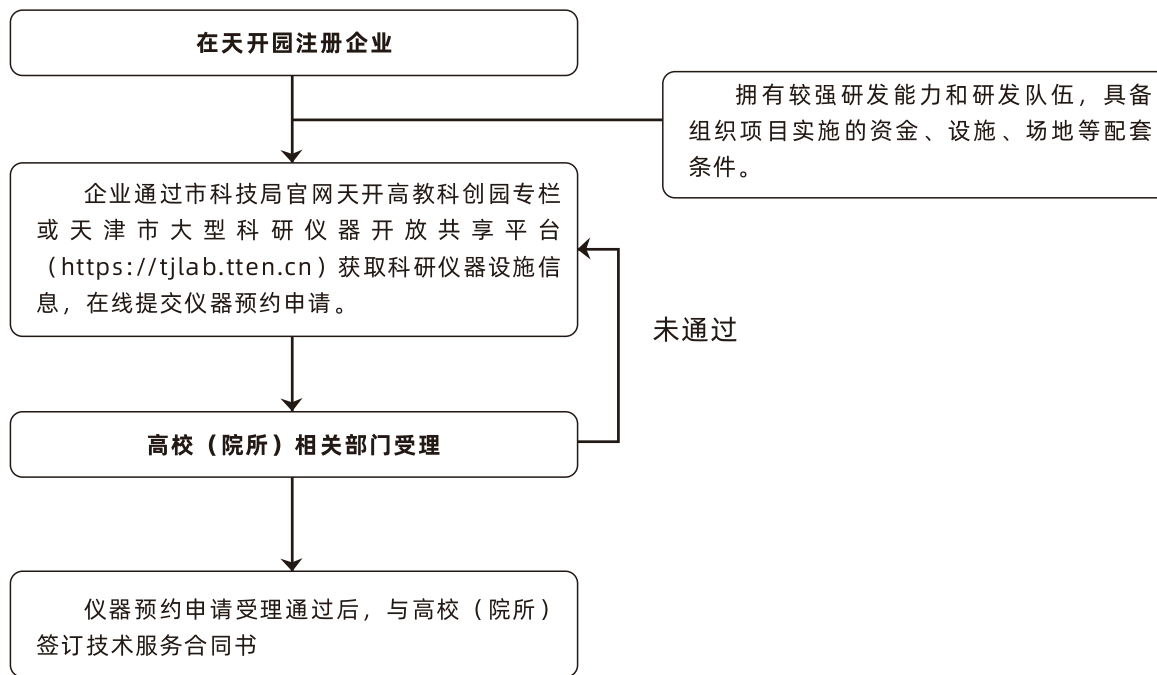 在天开园注册企业
拥有较强研发能力和研发队伍，具备
组织项目实施的资金、设施、场地等配套
条件。
企业通过市科技局官网天开高教科创园专栏
或天津市大型科研仪器开放共享平台
（https://tjlab.tten.cn）获取科研仪器设施信
息，在线提交仪器预约申请。
未通过
高校（院所）相关部门受理
仪器预约申请受理通过后，与高校（院所）
签订技术服务合同书